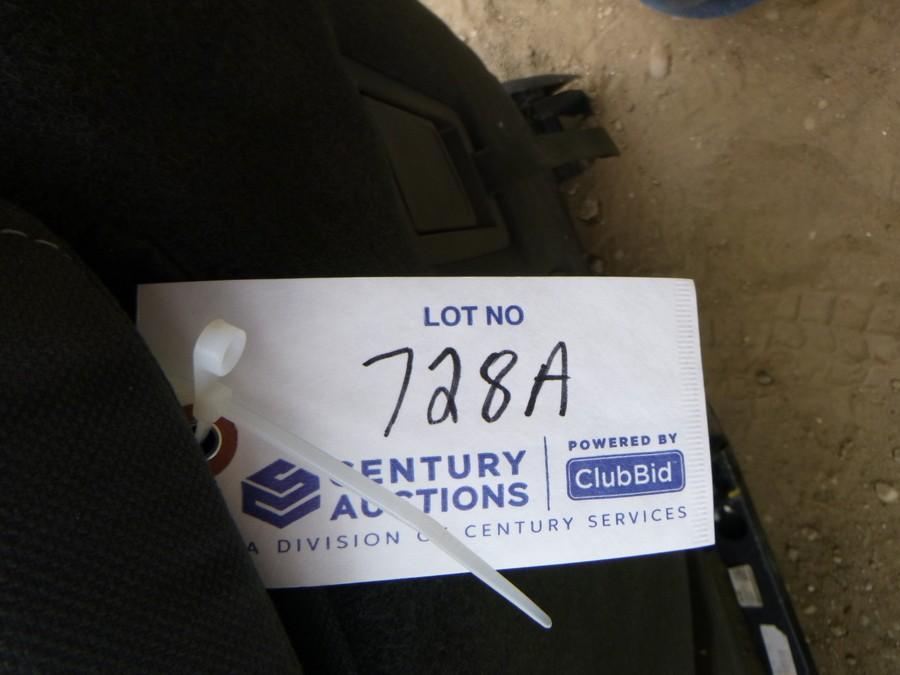 LOT NO
728A
CENTURY
AUCTIONS
POWERED BY
ClubBid
A DIVISION OF CENTURY SERVICES